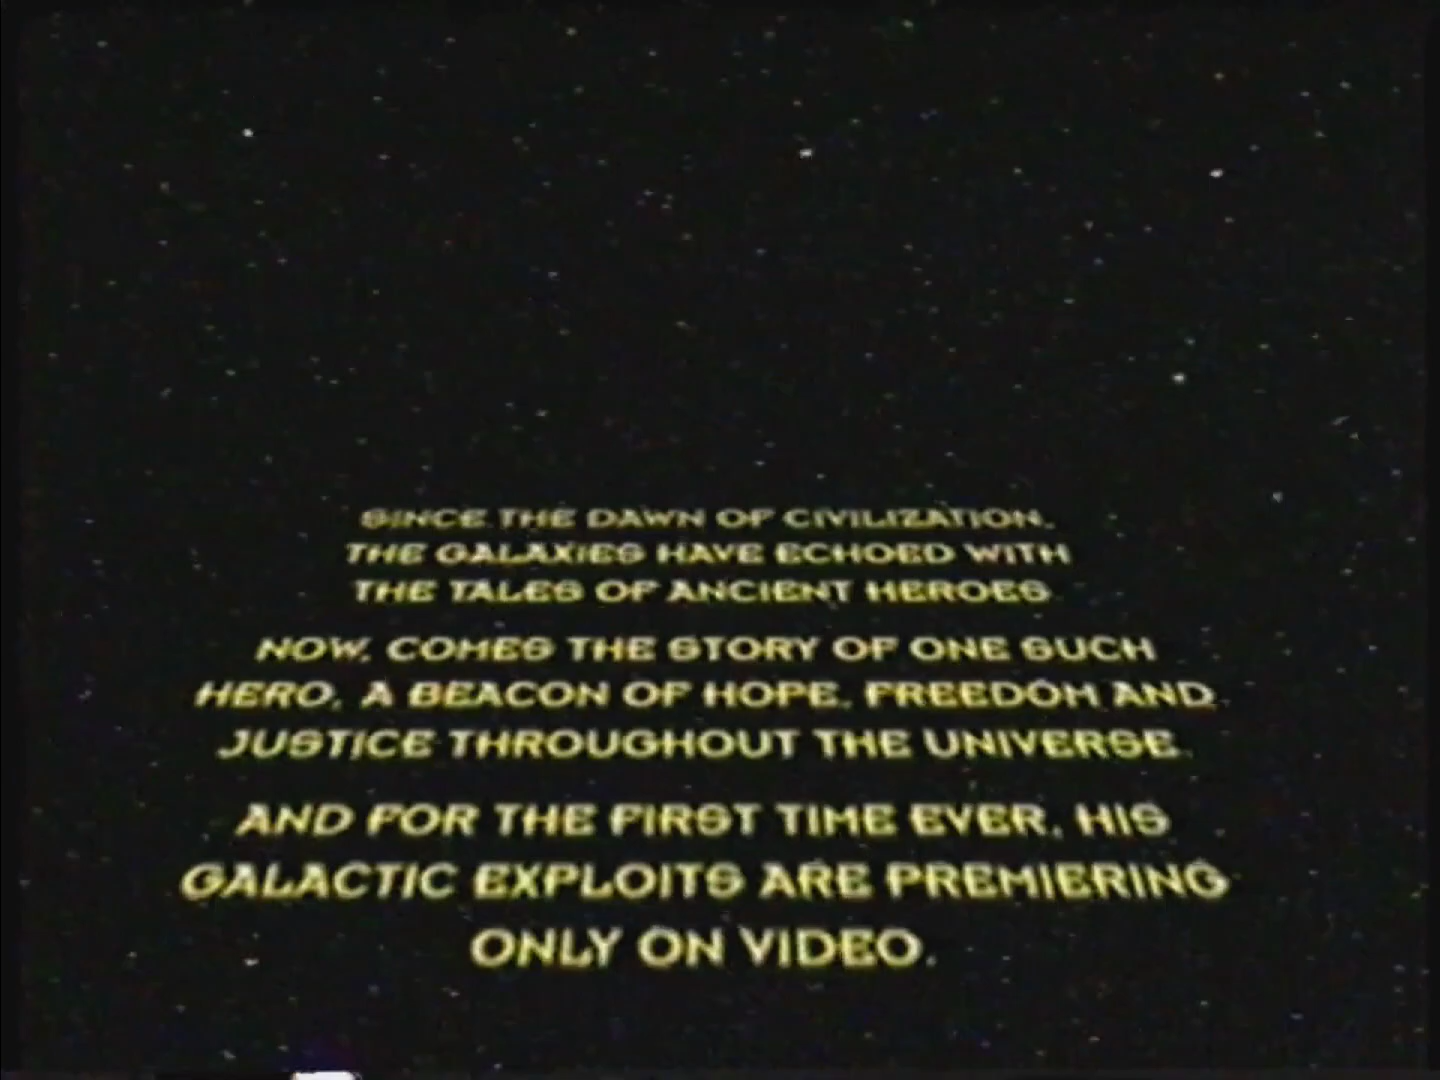 SINCE THE DAWN OF CIVILIZATION,
THE GALAXIES HAVE ECHOED WITH
THE TALES OF ANCIENT HEROES.
NOW, COMES THE STORY OF ONE SUCH
HERO, A BEACON OF HOPE, FREEDOM AND
JUSTICE THROUGHOUT THE UNIVERSE.
AND FOR THE FIRST TIME EVER, HIS
GALACTIC EXPLOITS ARE PREMIERING
ONLY ON VIDEO.